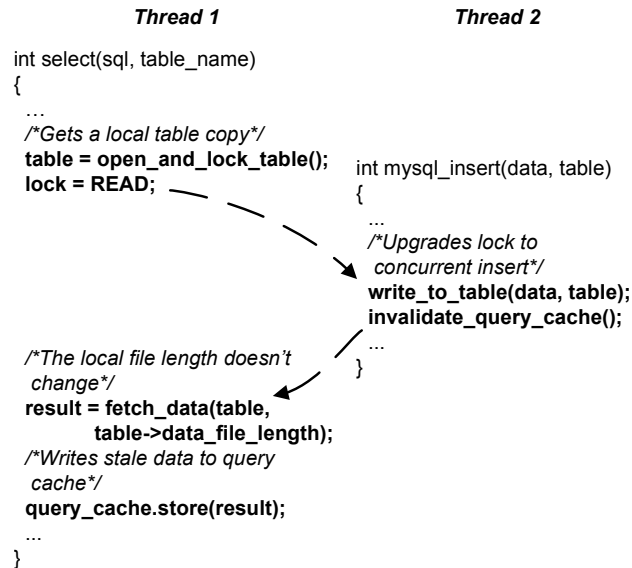 Thread 1
Thread 2
int select(sql, table_name)
{
…
/*Gets a local table copy*/
table = open_and_lock_table();
lock = READ;
int mysql_insert(data, table)
{
...
/*Upgrades lock to
concurrent insert*/
write_to_table(data, table);
invalidate_query_cache();
...
}
/*The local file length doesn’t
change*/
result = fetch_data(table,
table->data_file_length);
/*Writes stale data to query
cache*/
query_cache.store(result);
...
}